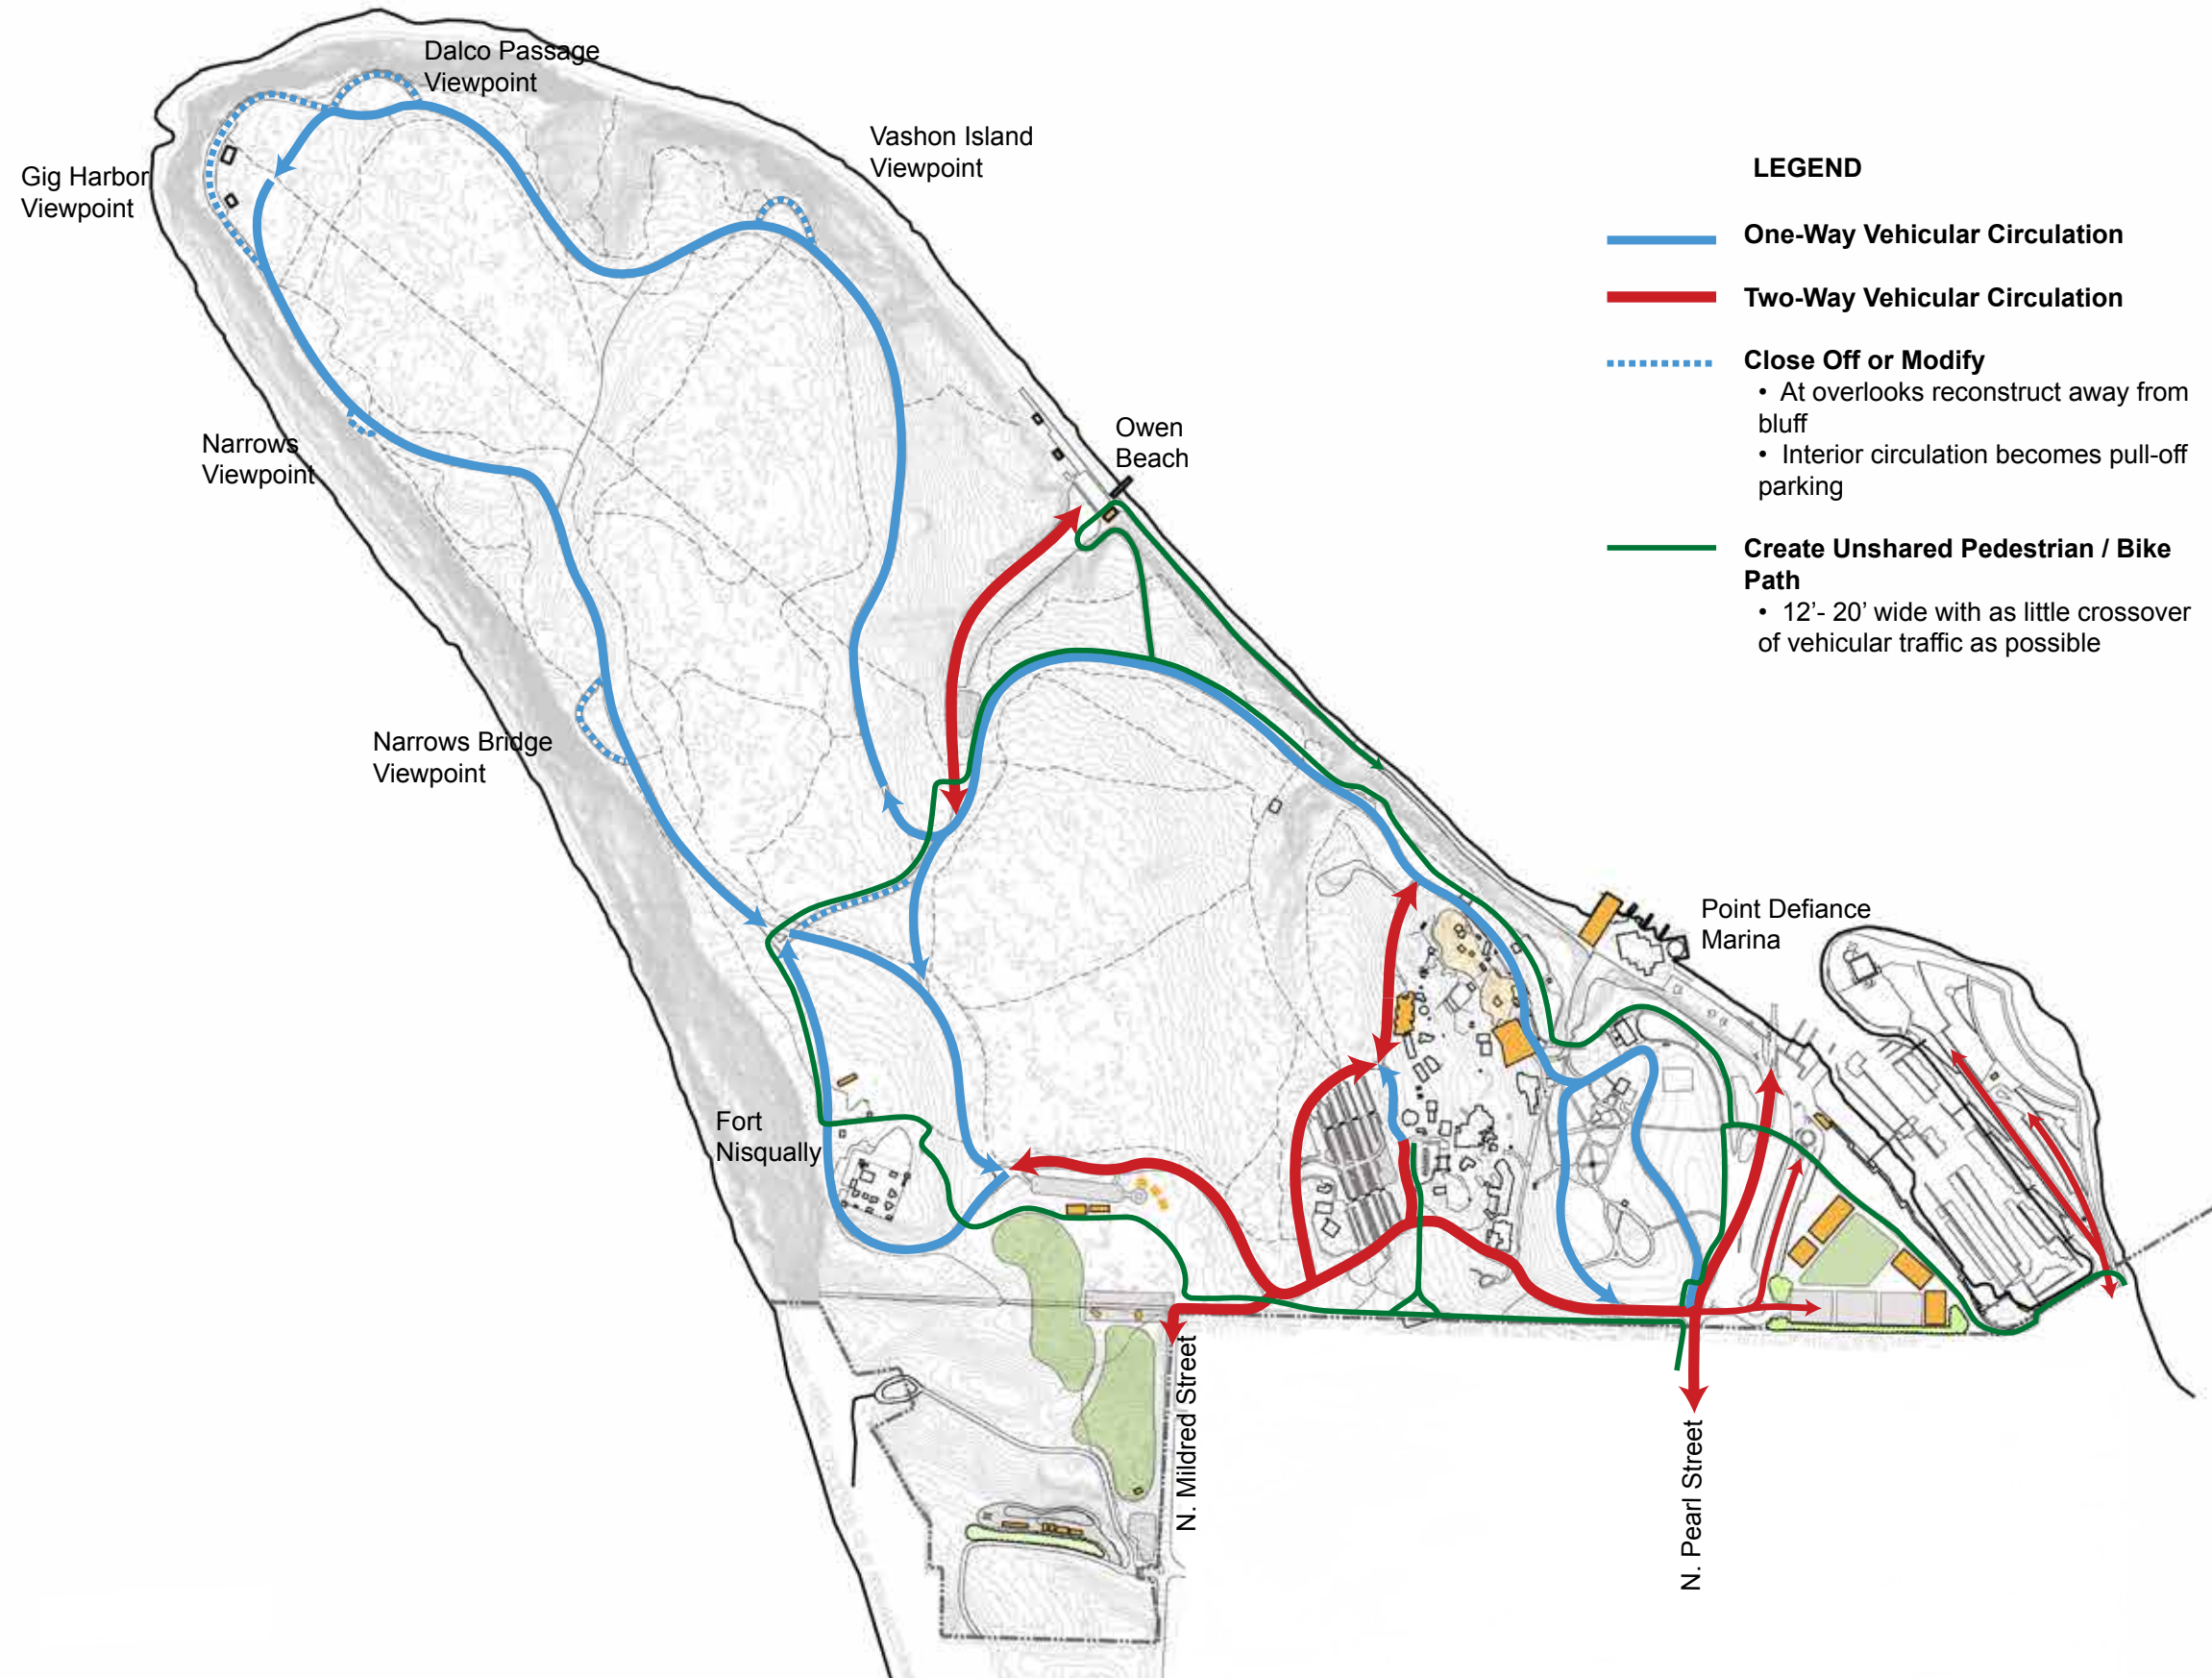 Dalco Passage
Viewpoint
Vashon Island
Viewpoint
Gig Harbor
Viewpoint
LEGEND
One-Way Vehicular Circulation
Two-Way Vehicular Circulation
Close Off or Modify
• At overlooks reconstruct away from
bluff
• Interior circulation becomes pull-off
parking
Create Unshared Pedestrian / Bike
Path
• 12’- 20’ wide with as little crossover
of vehicular traffic as possible
Owen
Beach
Narrows
Viewpoint
Narrows Bridge
Viewpoint
Point Defiance
Marina
Fort
Nisqually
N. Mildred Street
N. Pearl Street